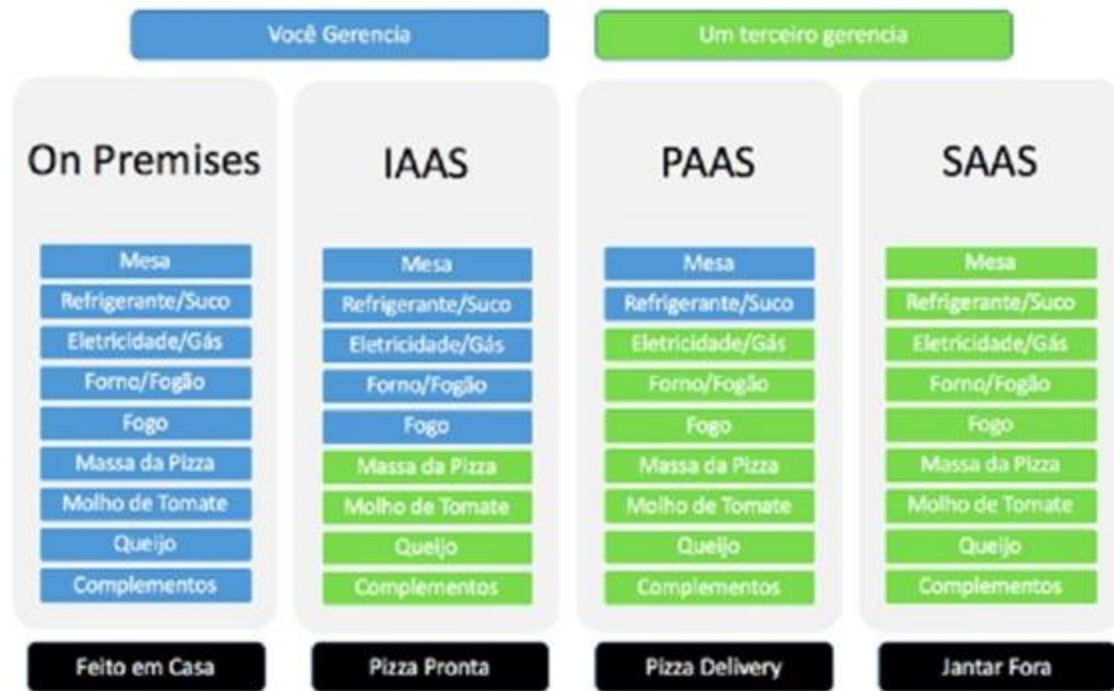 Você Gerencia
Um terceiro gerencia
On Premises
Mesa
Refrigerante/Suco
Eletricidade/Gás
Forno/Fogão
Fogo
Massa da Pizza
Molho de Tomate
Queijo
Complementos
Feito em Casa
IAAS
Mesa
Refrigerante/Suco
Eletricidade/Gás
Forno/Fogão
Fogo
Massa da Pizza
Molho de Tomate
Queijo
Complementos
Pizza Pronta
PAAS
Mesa
Refrigerante/Suco
Eletricidade/Gás
Forno/Fogão
Fogo
Massa da Pizza
Molho de Tomate
Queijo
Complementos
Pizza Delivery
SAAS
Mesa
Refrigerante/Suco
Eletricidade/Gás
Forno/Fogão
Fogo
Massa da Pizza
Molho de Tomate
Queijo
Complementos
Jantar Fora